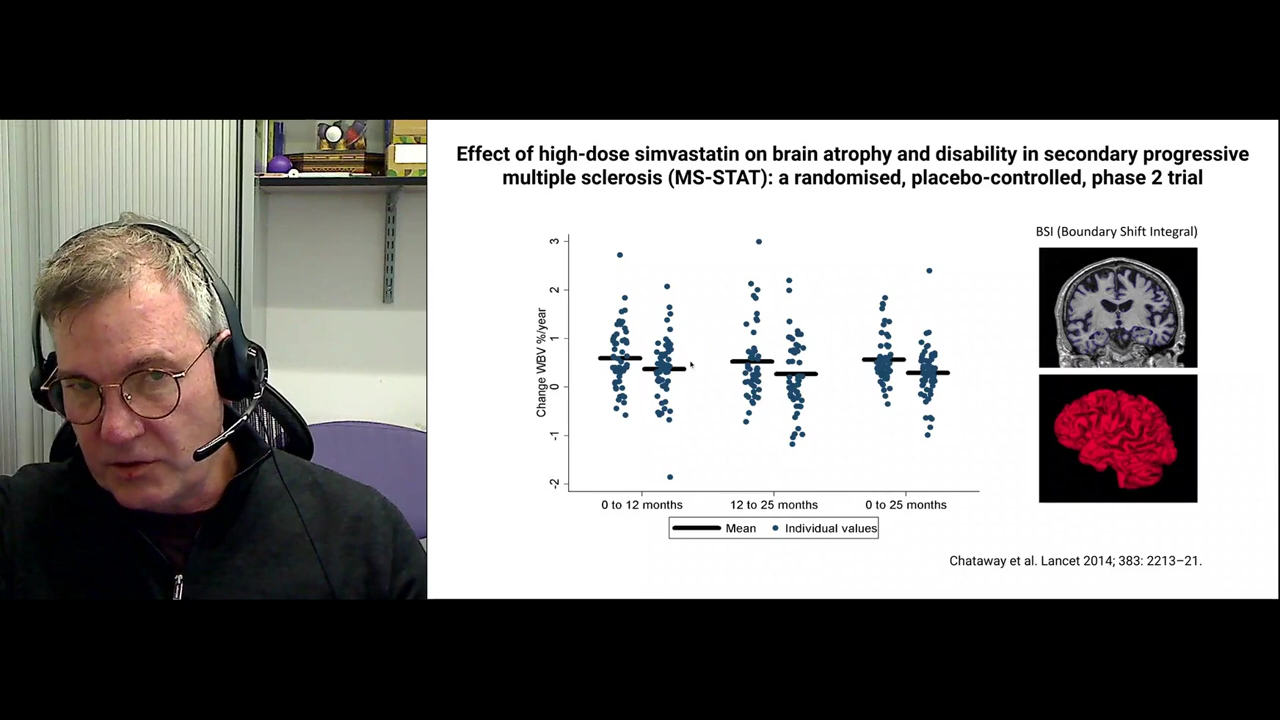 Effect of high-dose simvastatin on brain atrophy and disability in secondary progressive
multiple sclerosis (MS-STAT): a randomised, placebo-controlled, phase 2 trial
BSI (Boundary Shift Integral)
Change WBV %/year
3
2
1
0
-1
-2
0 to 12 months
12 to 25 months
0 to 25 months
Mean
Individual values
Chataway et al. Lancet 2014; 383: 2213–21.